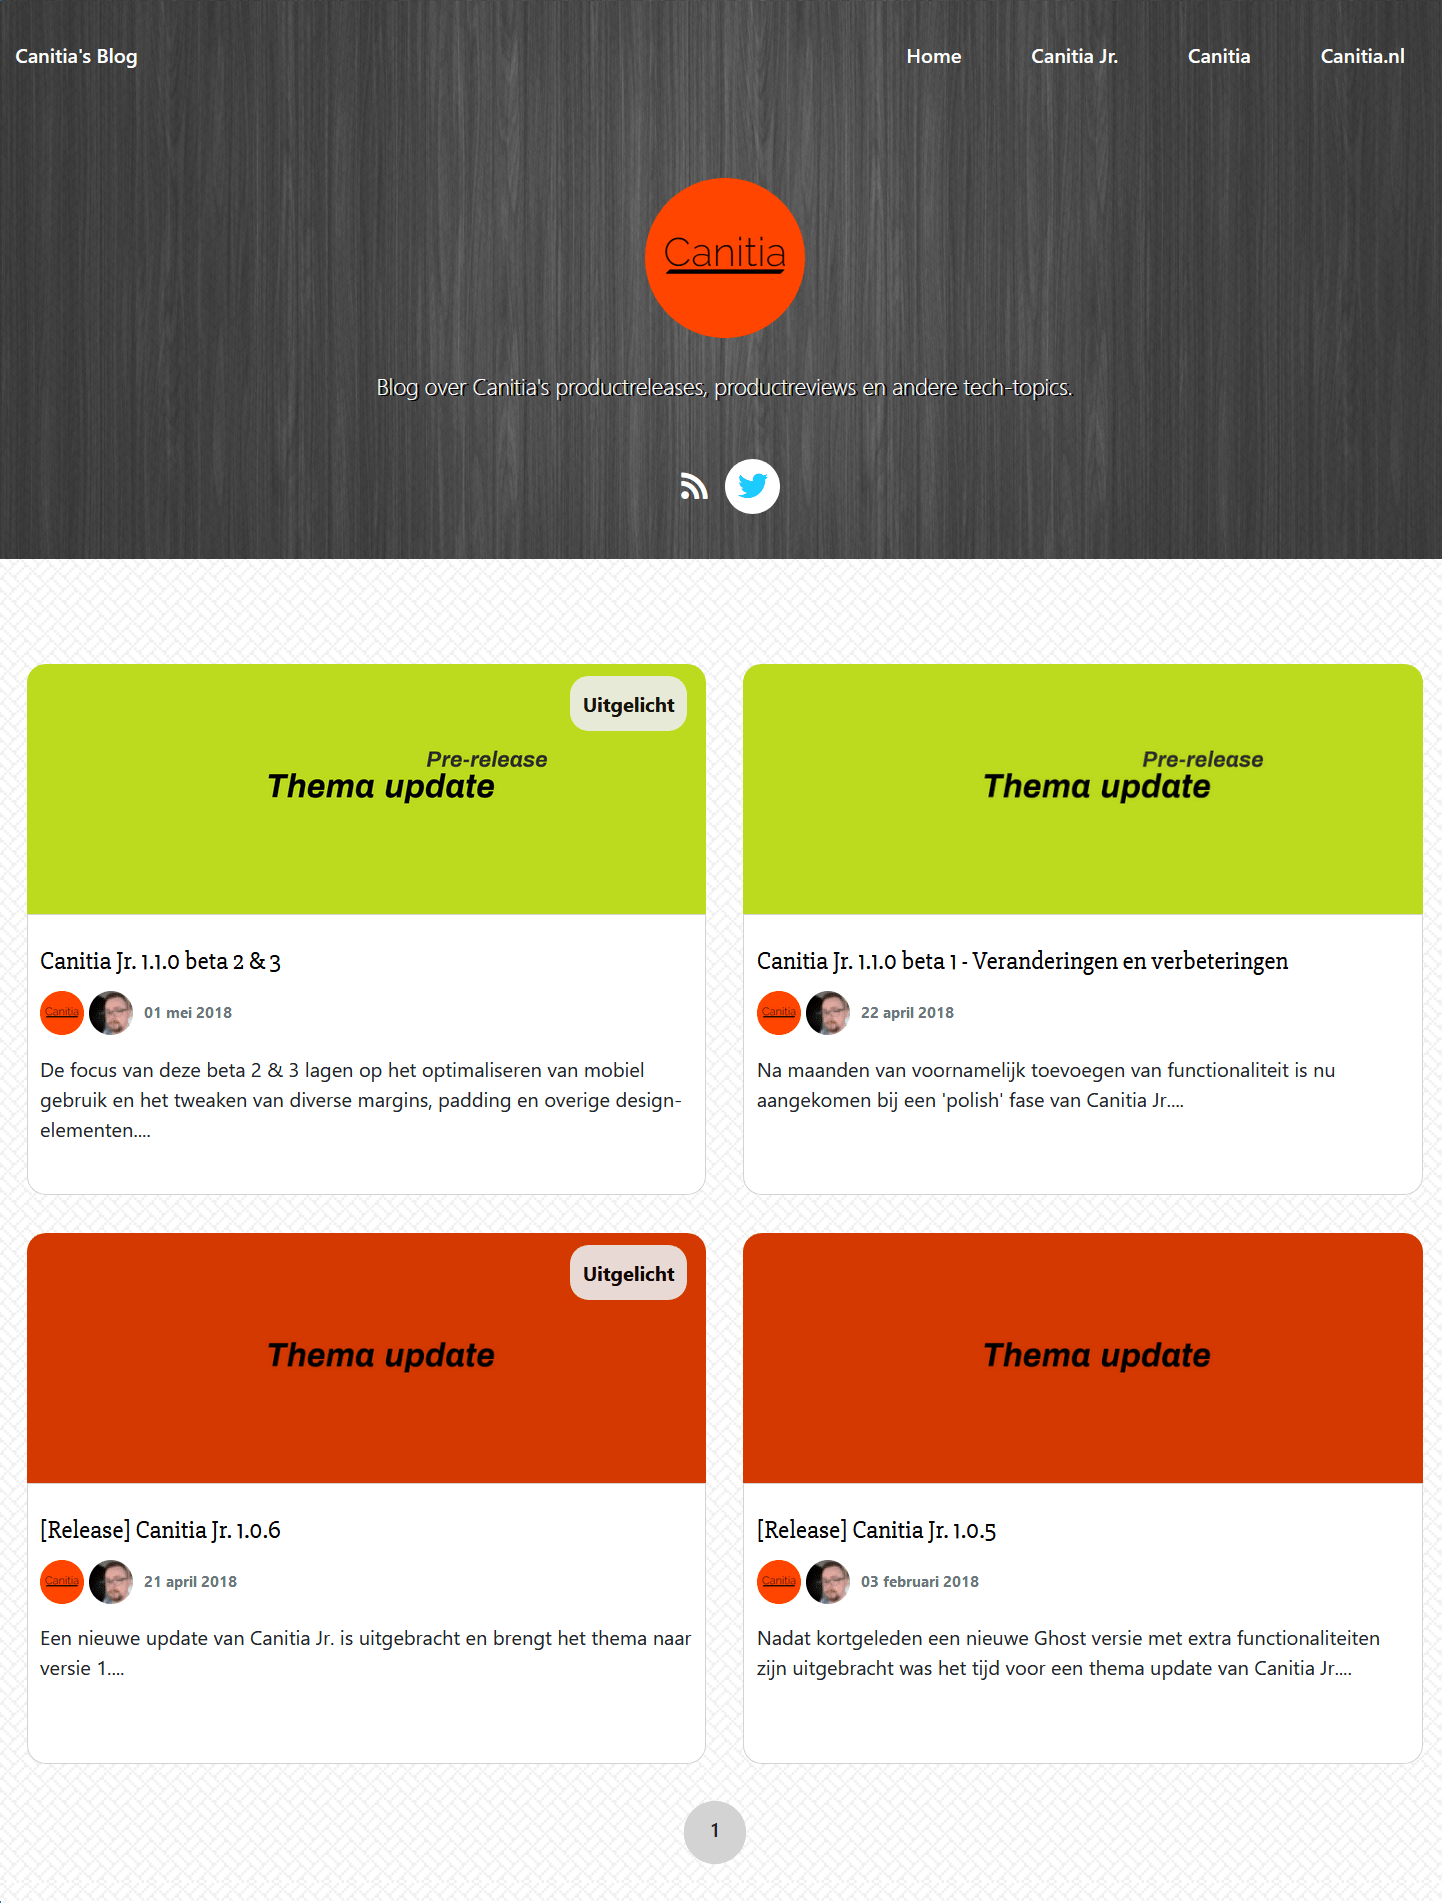 Canitia's Blog
Home
Canitia Jr.
Canitia
Canitia.nl
Canitia
Blog over Canitia's productreleases, productreviews en andere tech-topics.
Uitgelicht
Pre-release
Thema update
Canitia Jr. 1.1.0 beta 2 & 3
Canitia
01 mei 2018
De focus van deze beta 2 & 3 lagen op het optimaliseren van mobiel
gebruik en het tweaken van diverse margins, padding en overige design-
elementen....
Pre-release
Thema update
Canitia Jr. 1.1.0 beta 1 - Veranderingen en verbeteringen
Canitia
22 april 2018
Na maanden van voornamelijk toevoegen van functionaliteit is nu
aangekomen bij een 'polish' fase van Canitia Jr....
Uitgelicht
Thema update
[Release] Canitia Jr. 1.0.6
Canitia
21 april 2018
Een nieuwe update van Canitia Jr. is uitgebracht en brengt het thema naar
versie 1....
Thema update
[Release] Canitia Jr. 1.0.5
Canitia
03 februari 2018
Nadat kortgeleden een nieuwe Ghost versie met extra functionaliteiten
zijn uitgebracht was het tijd voor een thema update van Canitia Jr....
1